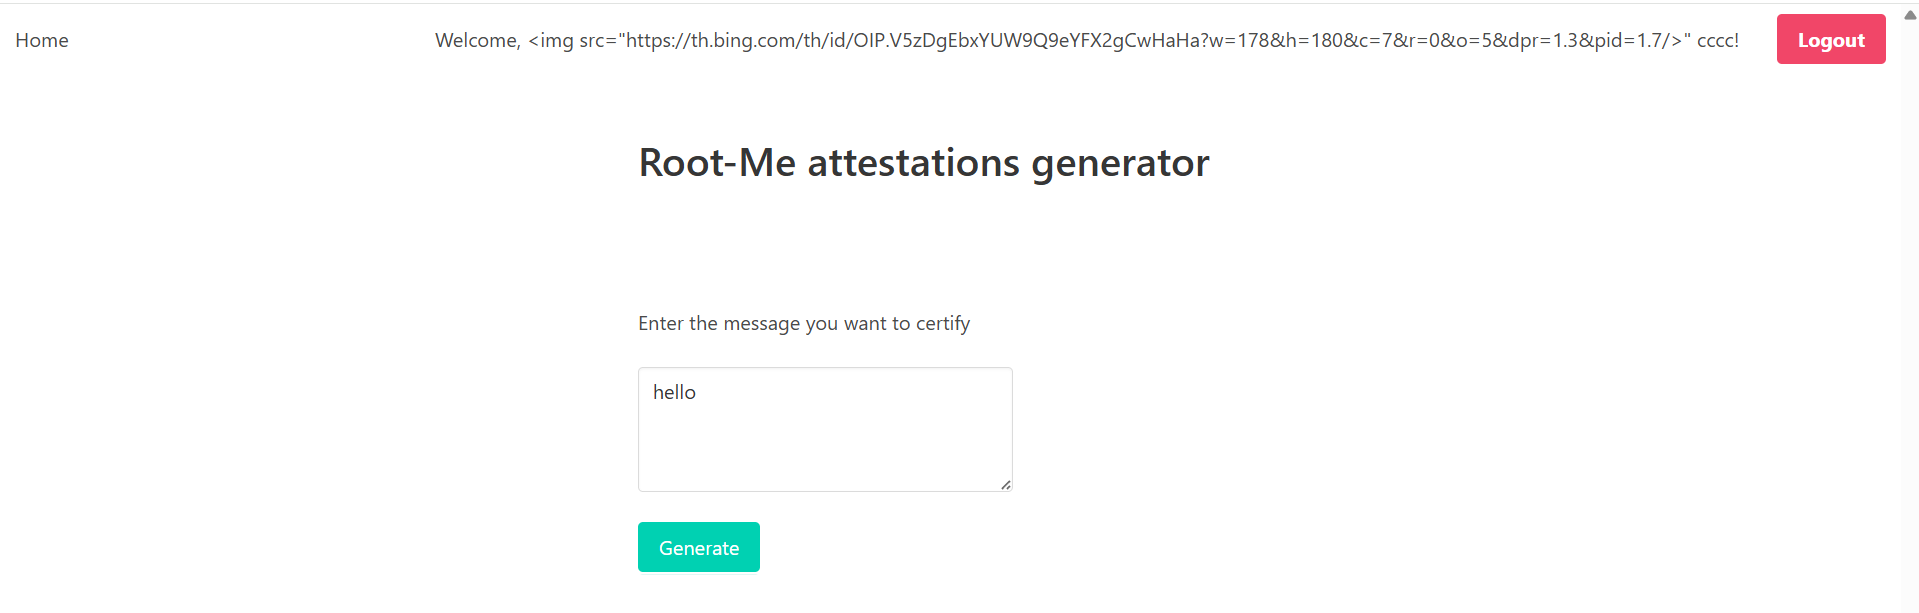 Home
Welcome, <img src="https://th.bing.com/th/id/OIP.V5zDgEbxYUW9Q9eYFX2gCwHaHa?w=178&h=180&c=7&r=0&o=5&dpr=1.3&pid=1.7/>" cccc!
Logout
Root-Me attestations generator
Enter the message you want to certify
hello
Generate